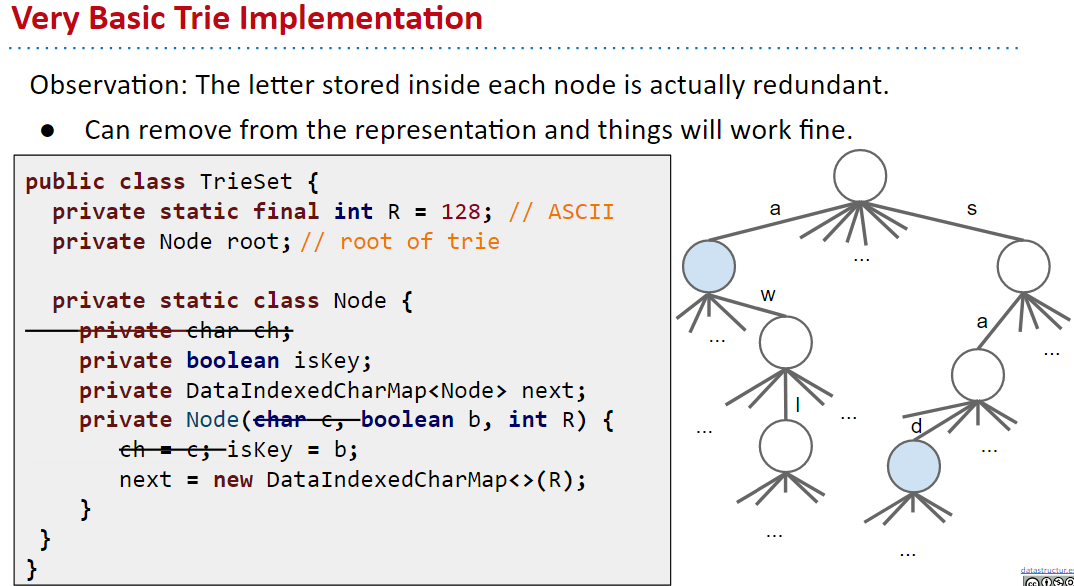 Very Basic Trie Implementation
Observation: The letter stored inside each node is actually redundant.
● Can remove from the representation and things will work fine.
public class TrieSet {
private static final int R = 128; // ASCII
private Node root; // root of trie
private static class Node {
private char ch;
private boolean isKey;
private DataIndexedCharMap<Node> next;
private Node(char c, boolean b, int R) {
ch = c; isKey = b;
next = new DataIndexedCharMap<>(R);
}
}
}
a
s
...
w
a
...
...
l
...
...
d
...
...
...
datastructur.es